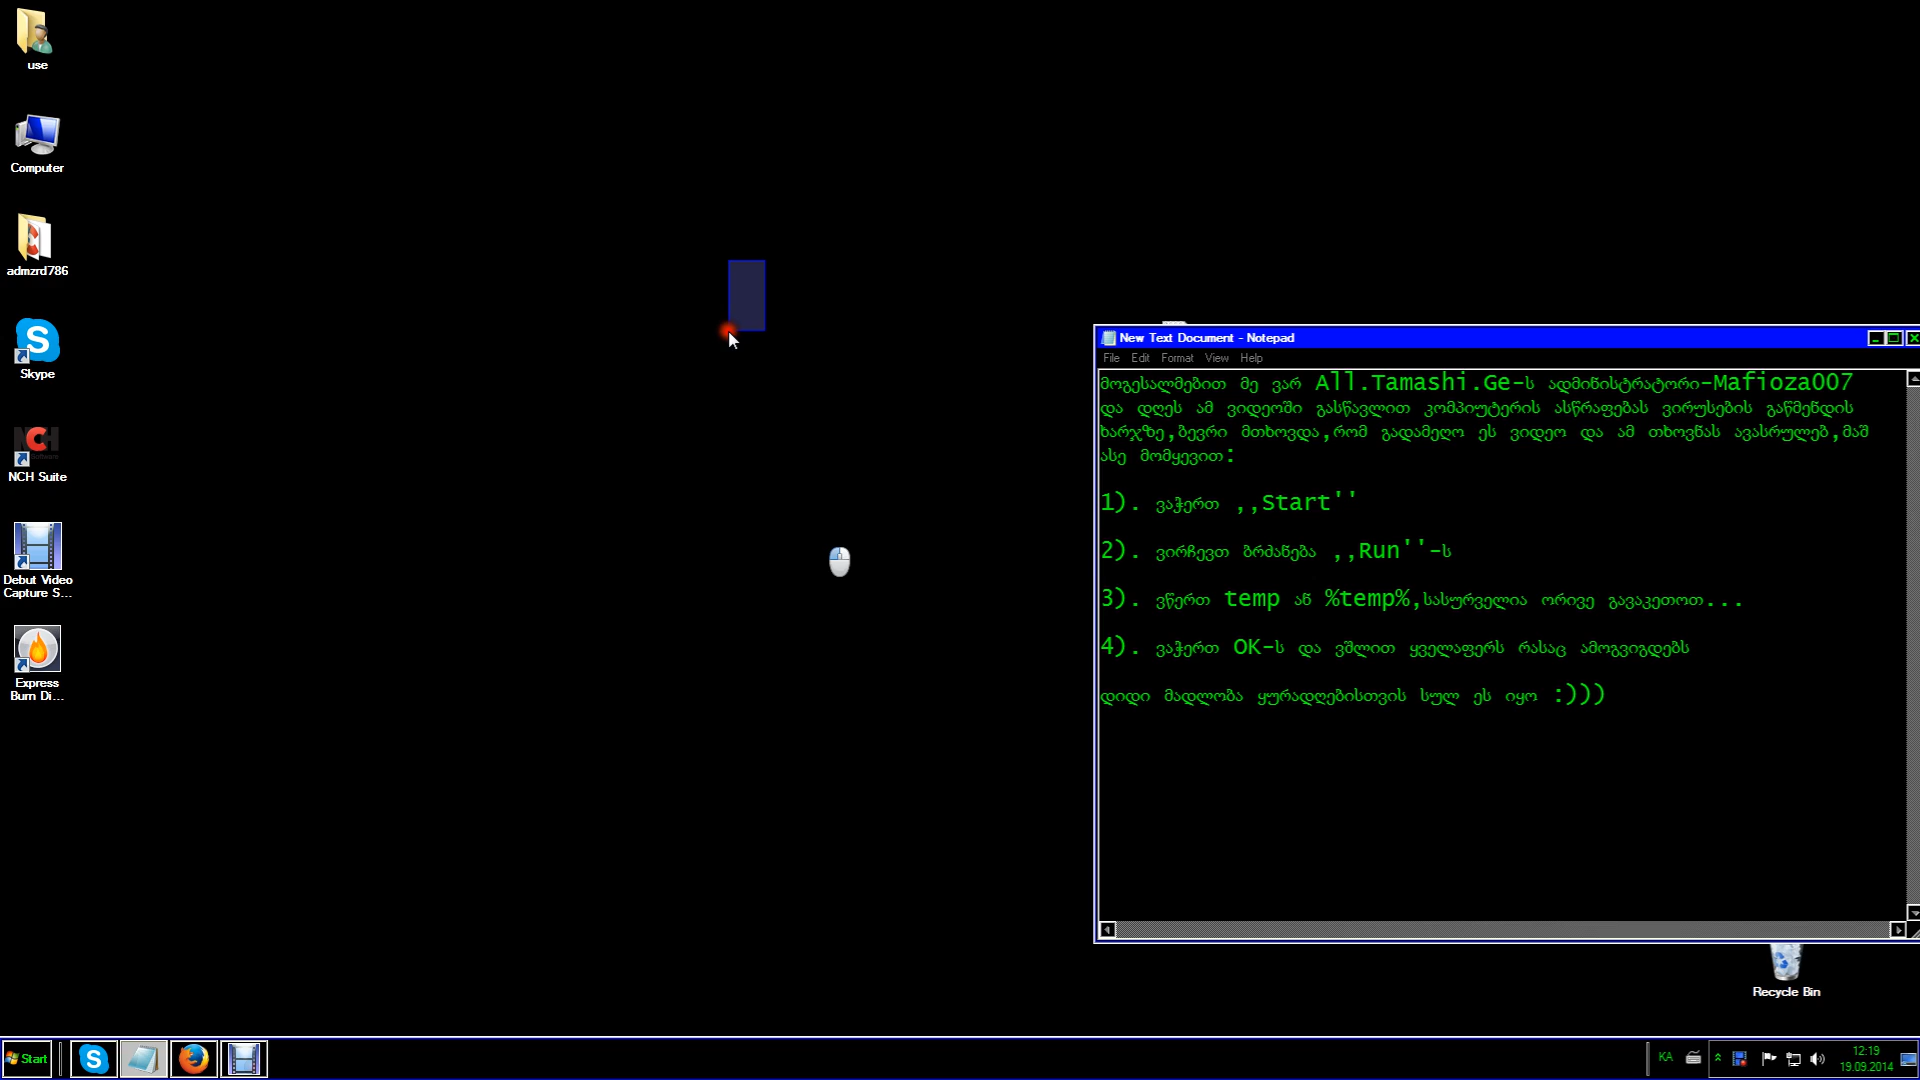 use
Computer
admzrd786
Skype
NCH Suite
Debut Video
Capture S...
Express
Burn Di...
New Text Document - Notepad
File Edit Format View Help
მოგესალმებით მე ვარ All.Tamashi.Ge-ს ადმინისტრატორი-Mafioza007
და დღეს ამ ვიდეოში გასწავლით კომპიუტერის ასწრაფებას ვირუსების გაწმენდის
ხარჯზე,ბევრი მთხოვდა,რომ გადამეღო ეს ვიდეო და ამ თხოვნას ავასრულებ,მაშ
ასე მომყევით:
1). ვაჭერთ ,,Start''
2). ვირჩევთ ბრძანება ,,Run''-ს
3). ვწერთ temp ან %temp%,სასურველია ორივე გავაკეთოთ...
4). ვაჭერთ OK-ს და ვშლით ყველაფერს რასაც ამოგვიგდებს
დიდი მადლობა ყურადღებისთვის სულ ეს იყო :)))
Recycle Bin
Start
KA
12:19
19.09.2014